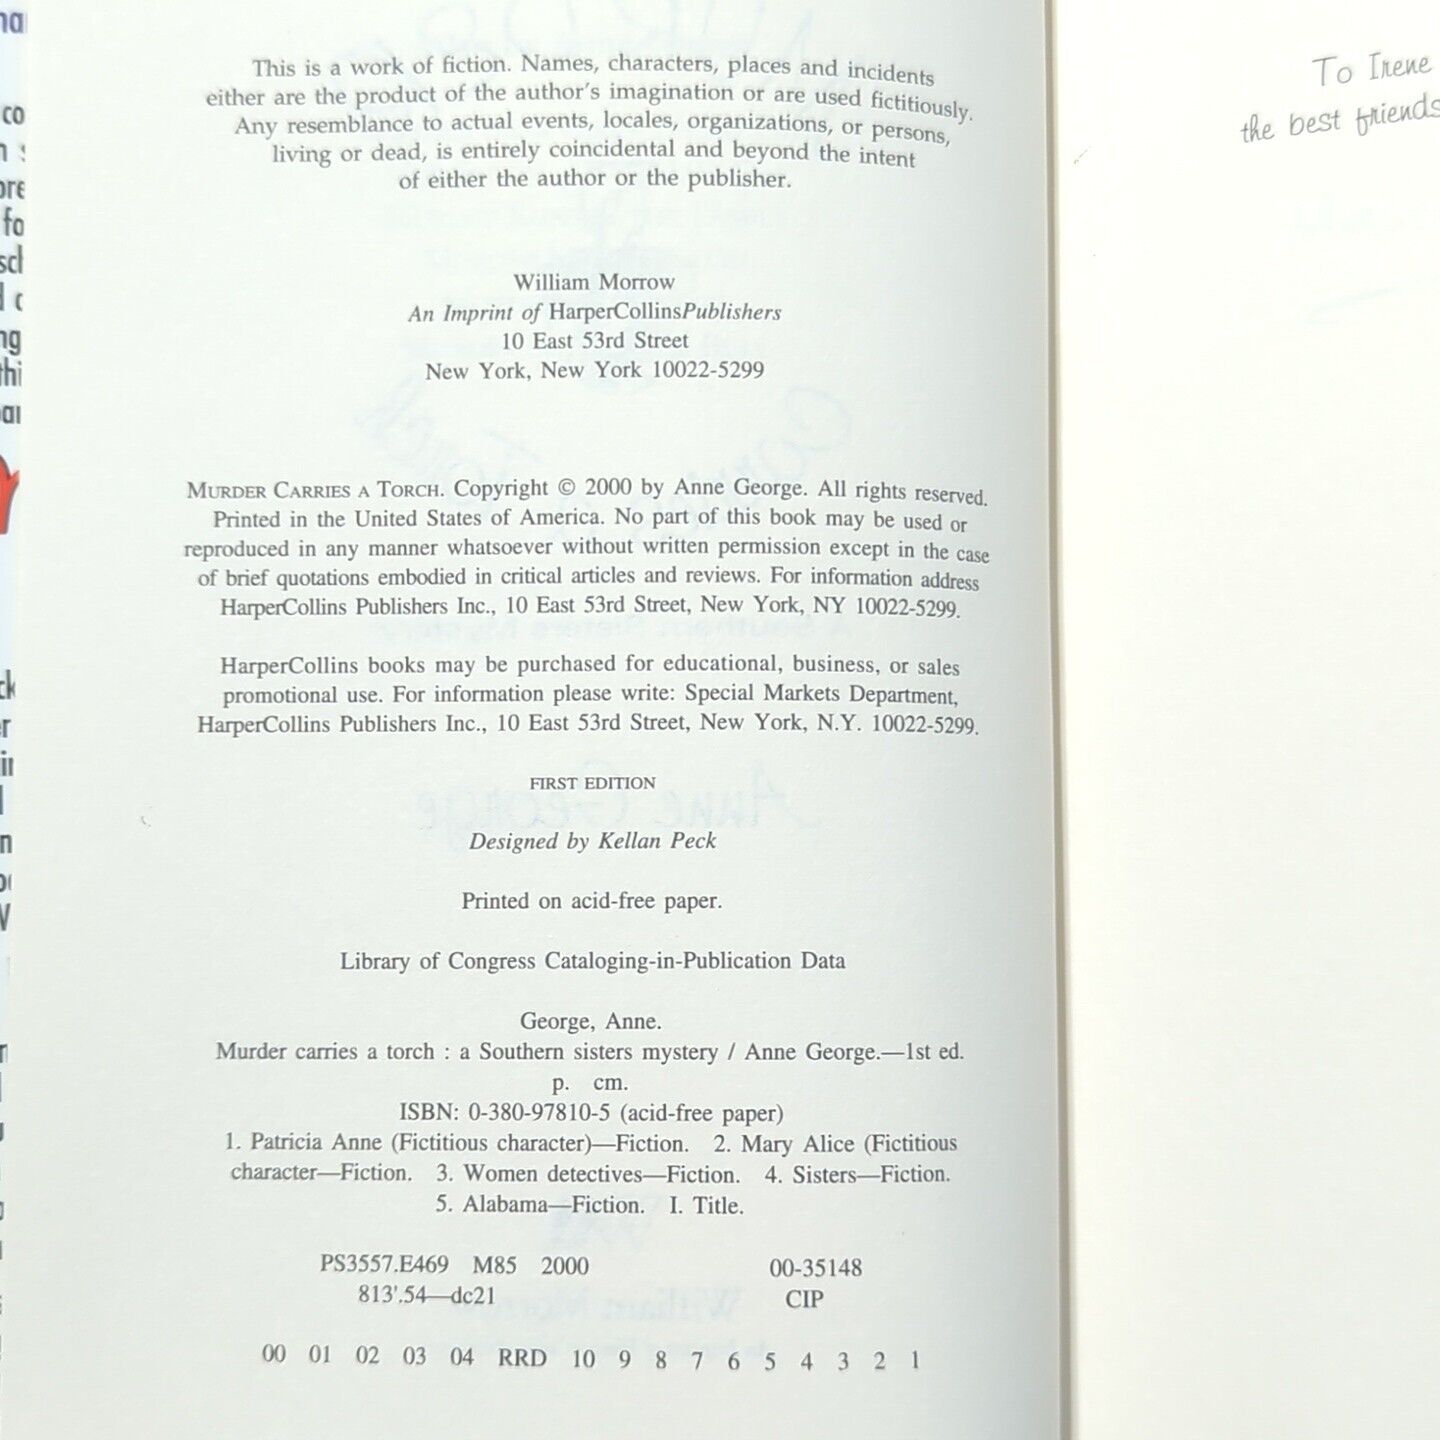 This is a work of fiction. Names, characters, places and incidents
either are the product of the author's imagination or are used fictitiously.
Any resemblance to actual events, locales, organizations, or persons,
living or dead, is entirely coincidental and beyond the intent
of either the author or the publisher.
William Morrow
An Imprint of HarperCollinsPublishers
10 East 53rd Street
New York, New York 10022-5299
MURDER CARRIES A TORCH. Copyright © 2000 by Anne George. All rights reserved.
Printed in the United States of America. No part of this book may be used or
reproduced in any manner whatsoever without written permission except in the case
of brief quotations embodied in critical articles and reviews. For information address
HarperCollins Publishers Inc., 10 East 53rd Street, New York, NY 10022-5299.
HarperCollins books may be purchased for educational, business, or sales
promotional use. For information please write: Special Markets Department,
HarperCollins Publishers Inc., 10 East 53rd Street, New York, N.Y. 10022-5299.
FIRST EDITION
Designed by Kellan Peck
Printed on acid-free paper.
Library of Congress Cataloging-in-Publication Data
George, Anne.
Murder carries a torch : a Southern sisters mystery / Anne George.—1st ed.
p. cm.
ISBN: 0-380-97810-5 (acid-free paper)
1. Patricia Anne (Fictitious character)—Fiction. 2. Mary Alice (Fictitious
character—Fiction. 3. Women detectives—Fiction. 4. Sisters—Fiction.
5. Alabama—Fiction. I. Title.
PS3557.E469 M85 2000 00-35148
813'.54—dc21 CIP
00 01 02 03 04 RRD 10 9 8 7 6 5 4 3 2 1
To Irene
the best friends